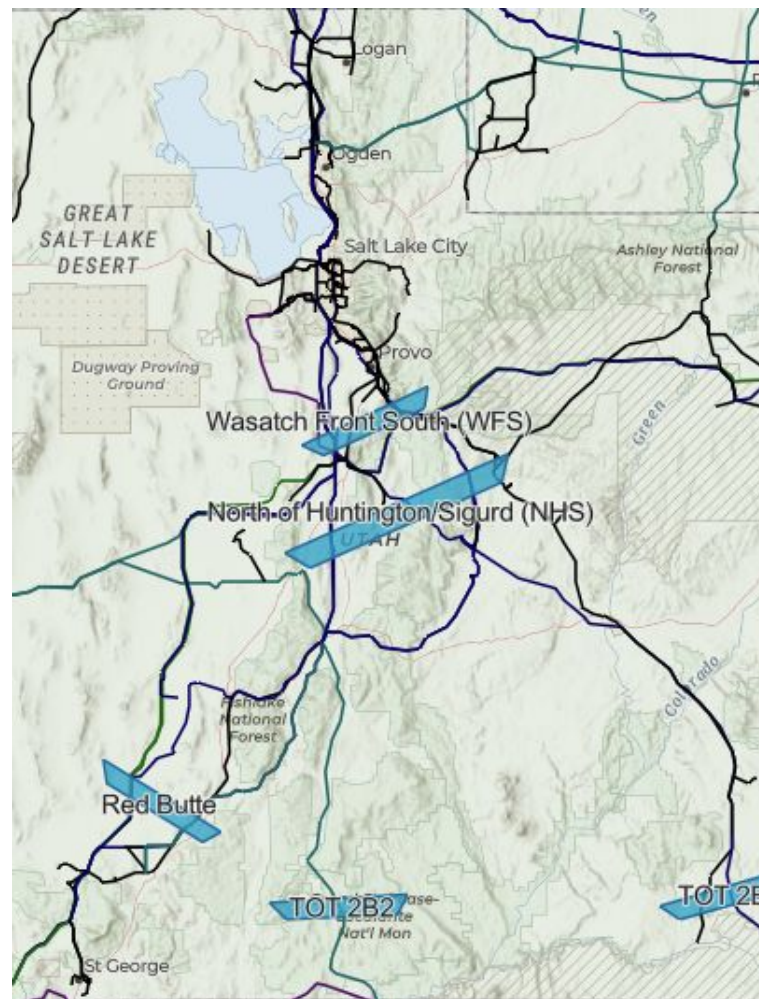 Logan
Ogden
GREAT
SALT LAKE
DESERT
Salt Lake City
Ashley National
Forest
Provo
Dugway Proving
Ground
Wasatch Front South (WFS)
Green
North of Huntington/Sigurd (NHS)
UTAH
Colorado
Fishlake
National
Forest
Red Butte
TOT 2B2
Nat'l Mon
TOT 2B
St George